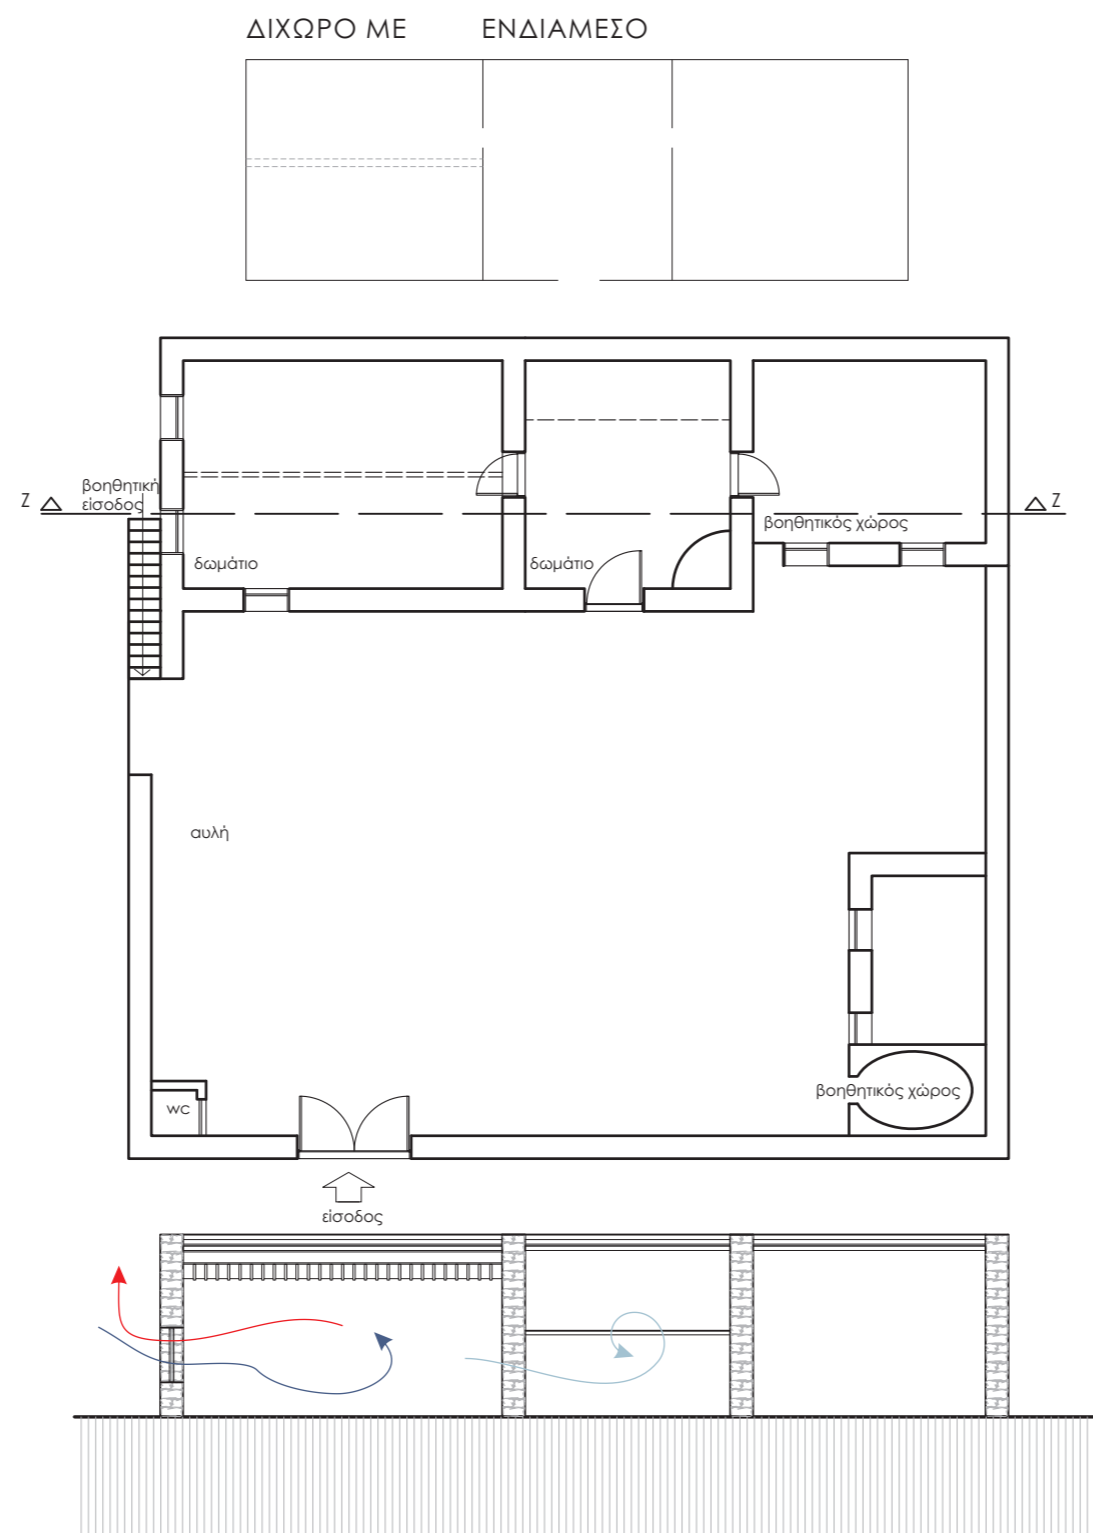 ΔΙΧΩΡΟ ΜΕ ΕΝΔΙΑΜΕΣΟ
βοηθητική
είσοδος
Z
Z
βοηθητικός χώρος
δωμάτιο
δωμάτιο
αυλή
βοηθητικός χώρος
wc
είσοδος